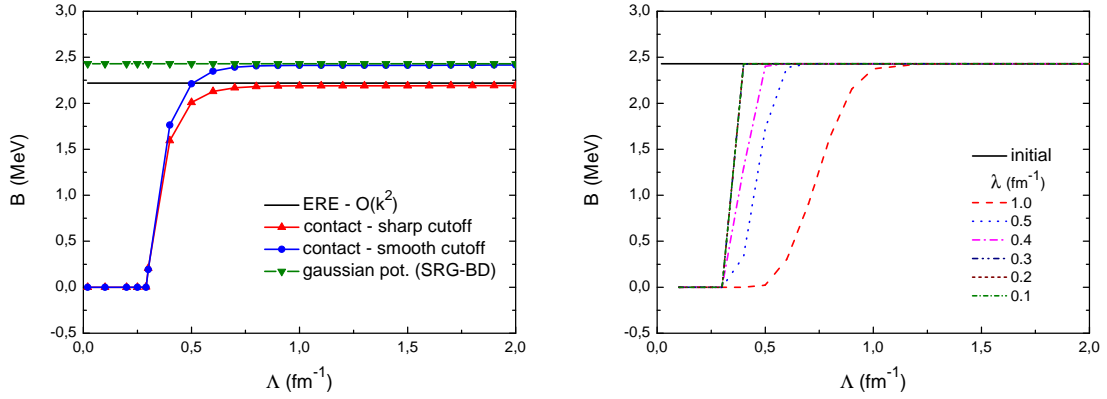 3,0
2,5
2,0
1,5
1,0
0,5
0,0
-0,5
B (MeV)
ERE - O(k²)
contact - sharp cutoff
contact - smooth cutoff
gaussian pot. (SRG-BD)
0,0 0,5 1,0 1,5 2,0
Λ (fm⁻¹)
3,0
2,5
2,0
1,5
1,0
0,5
0,0
-0,5
B (MeV)
initial
λ (fm⁻¹)
1.0
0.5
0.4
0.3
0.2
0.1
0,0 0,5 1,0 1,5 2,0
Λ (fm⁻¹)